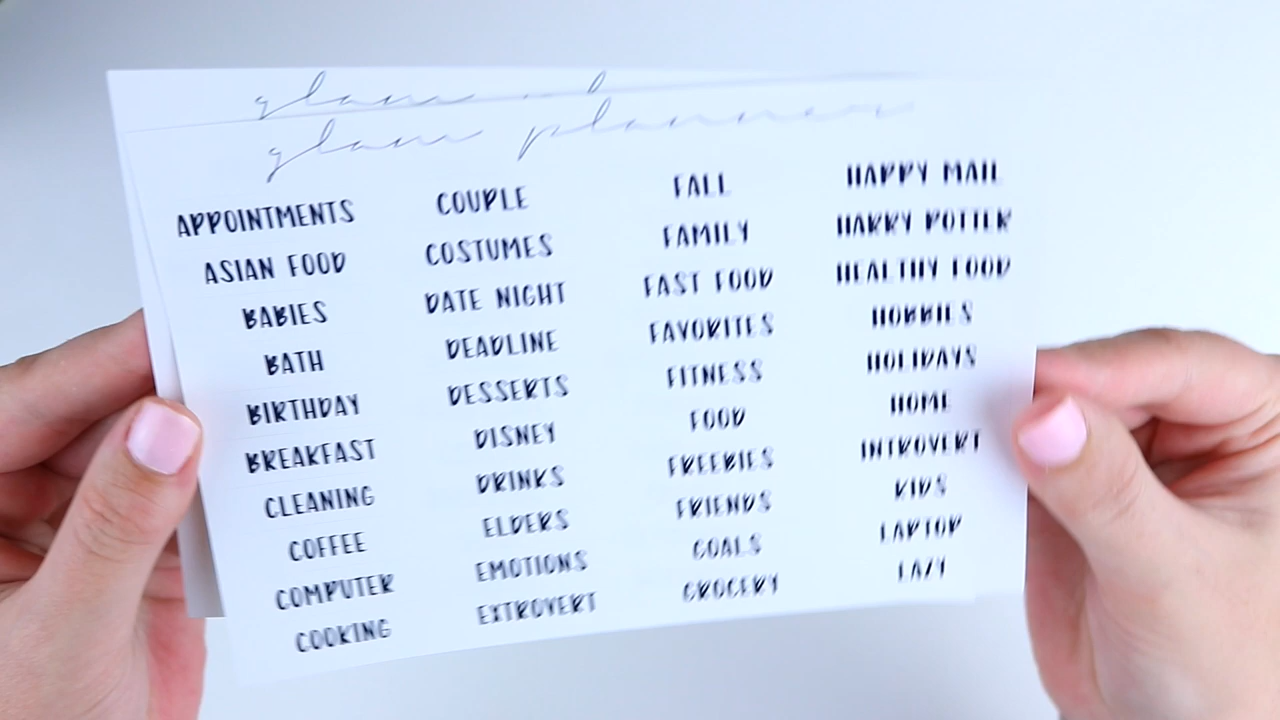 glam
glam planner
APPOINTMENTS
ASIAN FOOD
BABIES
BATH
BIRTHDAY
BREAKFAST
CLEANING
COFFEE
COMPUTER
COOKING
COUPLE
COSTUMES
DATE NIGHT
DEADLINE
DESSERTS
DISNEY
DRINKS
ELDERS
EMOTIONS
EXTROVERT
FALL
FAMILY
FAST FOOD
FAVORITES
FITNESS
FOOD
FREEBIES
FRIENDS
GOALS
GROCERY
HAPPY MAIL
HARRY POTTER
HEALTHY FOOD
HOBBIES
HOLIDAYS
HOME
INTROVERT
KIDS
LAPTOP
LAZY